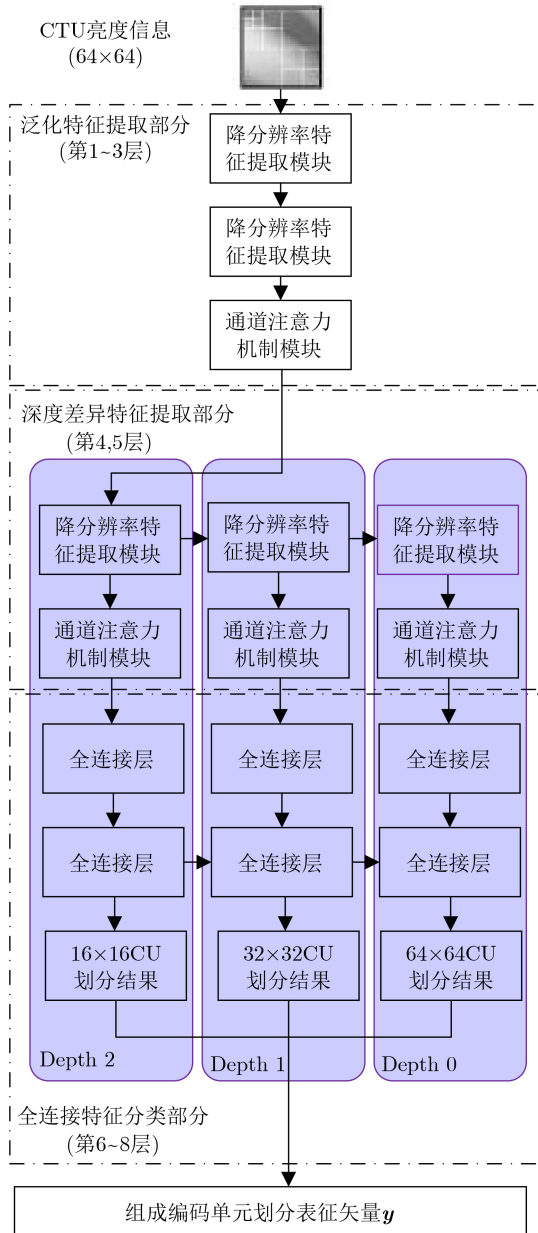 CTU亮度信息
(64×64)
泛化特征提取部分
(第1~3层)
降分辨率特
征提取模块
降分辨率特
征提取模块
通道注意力
机制模块
深度差异特征提取部分
(第4,5层)
降分辨率特
征提取模块
降分辨率特
征提取模块
降分辨率特
征提取模块
通道注意力
机制模块
通道注意力
机制模块
通道注意力
机制模块
全连接层
全连接层
全连接层
全连接层
全连接层
全连接层
16×16CU
划分结果
32×32CU
划分结果
64×64CU
划分结果
Depth 2
Depth 1
Depth 0
全连接特征分类部分
(第6~8层)
组成编码单元划分表征矢量y